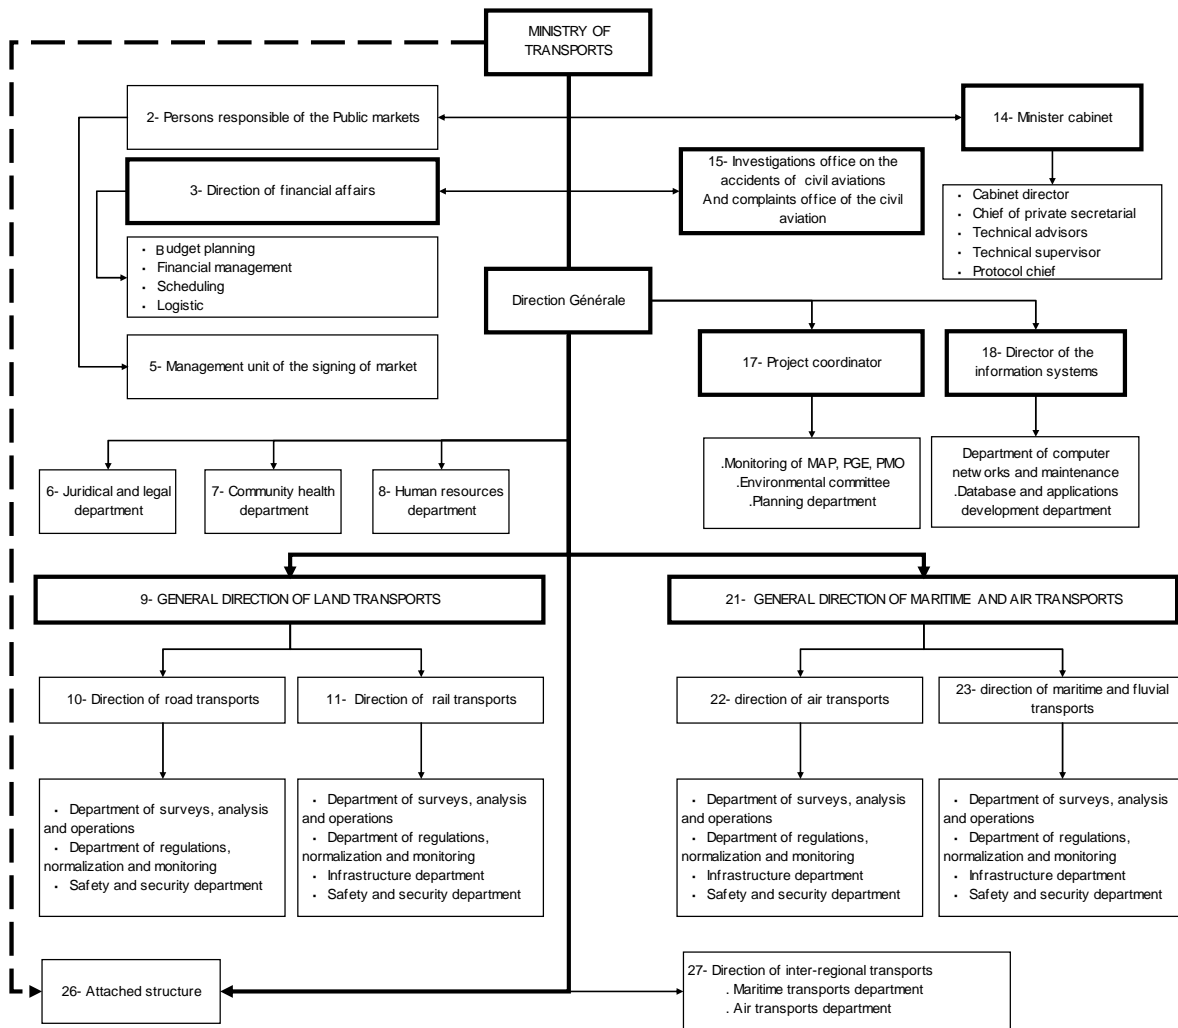 MINISTRY OF
TRANSPORTS
2- Persons responsible of the Public markets
14- Minister cabinet
3- Direction of financial affairs
15- Investigations office on the
accidents of civil aviations
And complaints office of the civil
aviation
• Cabinet director
• Chief of private secretarial
• Technical advisors
• Technical supervisor
• Protocol chief
• Budget planning
• Financial management
• Scheduling
• Logistic
Direction Générale
5- Management unit of the signing of market
17- Project coordinator
18- Director of the
information systems
.Monitoring of MAP, PGE, PMO
.Environmental committee
.Planning department
Department of computer
networks and maintenance
.Database and applications
development department
6- Juridical and legal
department
7- Community health
department
8- Human resources
department
9- GENERAL DIRECTION OF LAND TRANSPORTS
21- GENERAL DIRECTION OF MARITIME AND AIR TRANSPORTS
10- Direction of road transports
11- Direction of rail transports
22- direction of air transports
23- direction of maritime and fluvial
transports
• Department of surveys, analysis
and operations
• Department of regulations,
normalization and monitoring
• Safety and security department
• Department of surveys, analysis
and operations
• Department of regulations,
normalization and monitoring
• Infrastructure department
• Safety and security department
• Department of surveys, analysis
and operations
• Department of regulations,
normalization and monitoring
• Infrastructure department
• Safety and security department
• Department of surveys, analysis
and operations
• Department of regulations,
normalization and monitoring
• Infrastructure department
• Safety and security department
26- Attached structure
27- Direction of inter-regional transports
. Maritime transports department
. Air transports department